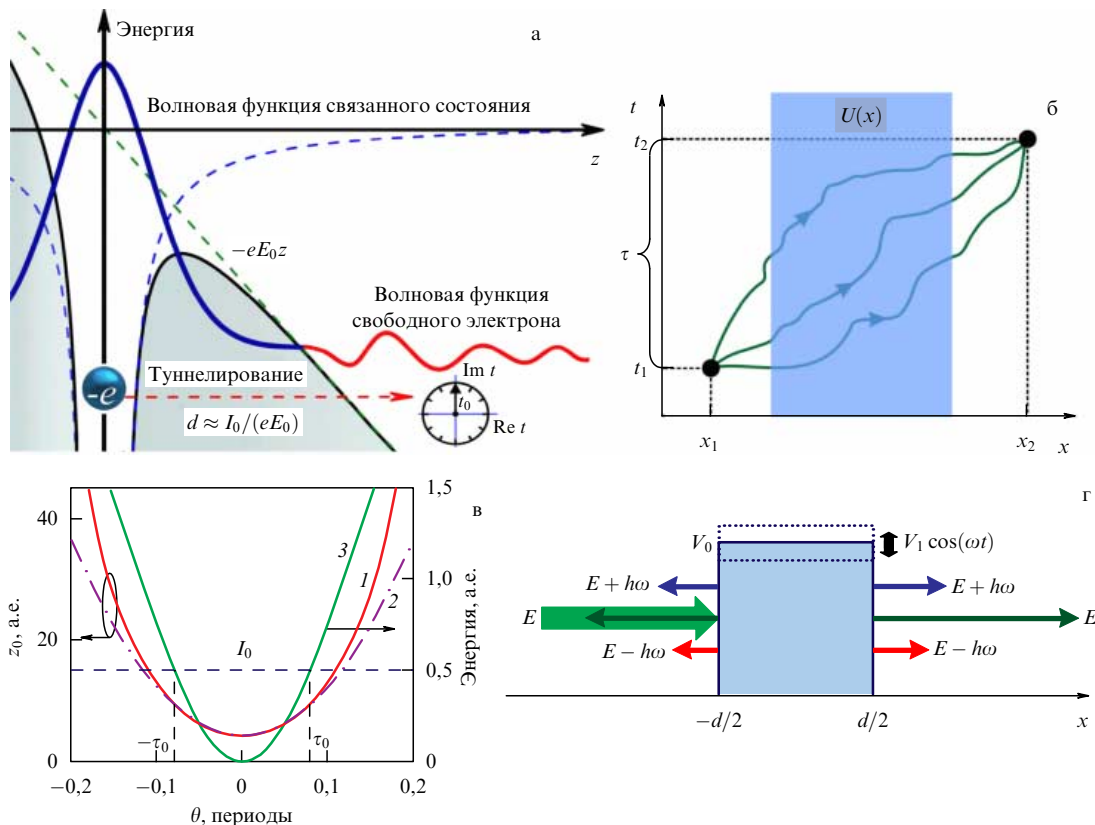 Энергия
а
Волновая функция связанного состояния
z
−eE₀z
Волновая функция
свободного электрона
Туннелирование
-e
d ≈ I₀/(eE₀)
Im t
t₀
Re t
б
t
U(x)
t₂
τ
t₁
x₁
x₂
x
в
40
20
0
z₀, а.е.
1,5
1,0
0,5
0
Энергия, а.е.
3
1
2
I₀
−τ₀
τ₀
−0,2
−0,1
0
0,1
0,2
θ, периоды
г
V₀
V₁ cos(ωt)
E + hω
E + hω
E
E
E − hω
E − hω
−d/2
d/2
x